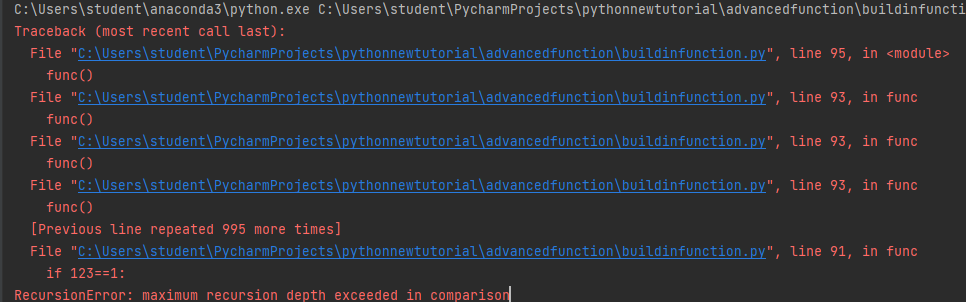 C:\Users\student\anaconda3\python.exe C:\Users\student\PycharmProjects\pythonnewtutorial\advancedfunction\buildinfuncti
Traceback (most recent call last):
  File "C:\Users\student\PycharmProjects\pythonnewtutorial\advancedfunction\buildinfunction.py", line 95, in <module>
    func()
  File "C:\Users\student\PycharmProjects\pythonnewtutorial\advancedfunction\buildinfunction.py", line 93, in func
    func()
  File "C:\Users\student\PycharmProjects\pythonnewtutorial\advancedfunction\buildinfunction.py", line 93, in func
    func()
  File "C:\Users\student\PycharmProjects\pythonnewtutorial\advancedfunction\buildinfunction.py", line 93, in func
    func()
  [Previous line repeated 995 more times]
  File "C:\Users\student\PycharmProjects\pythonnewtutorial\advancedfunction\buildinfunction.py", line 91, in func
    if 123==1:
RecursionError: maximum recursion depth exceeded in comparison